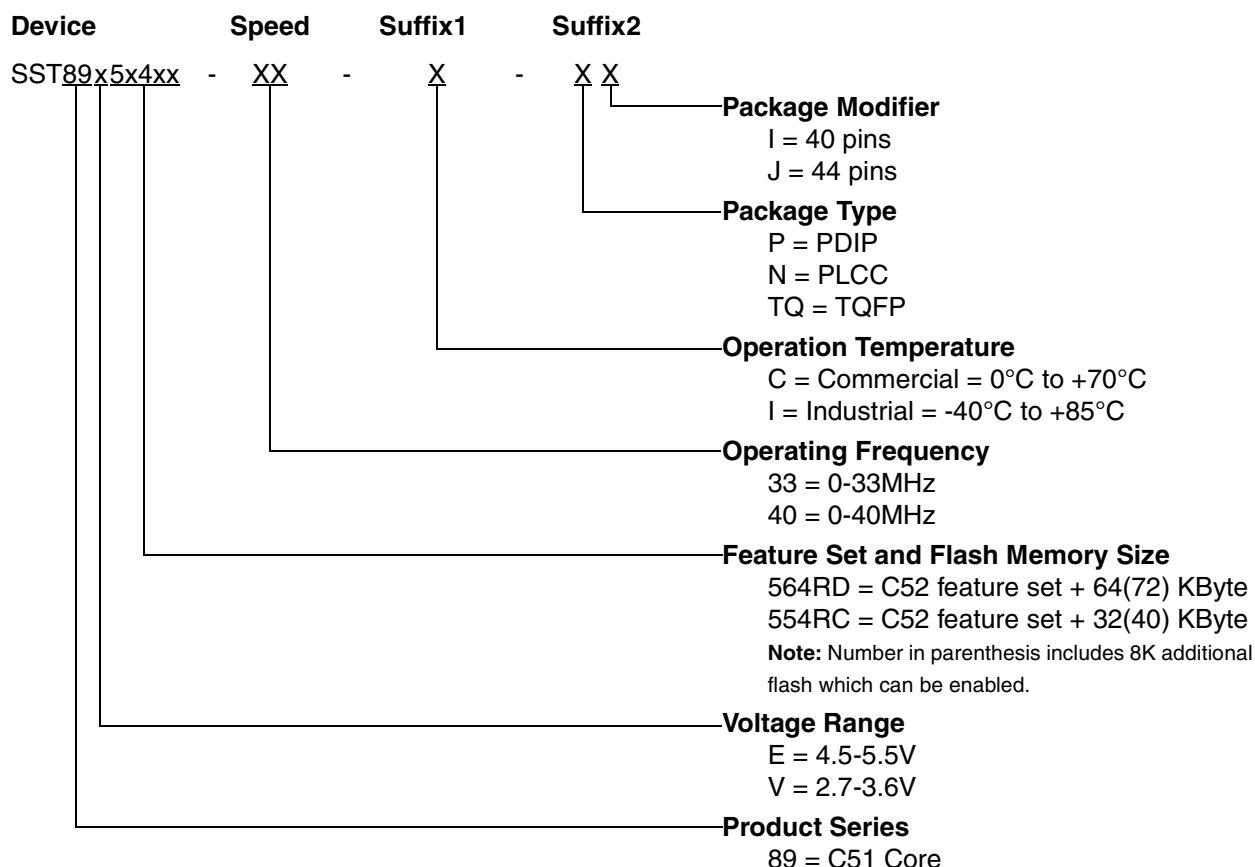 Device Speed Suffix1 Suffix2
SST89x5x4xx - XX - X - X X
Package Modifier
I = 40 pins
J = 44 pins
Package Type
P = PDIP
N = PLCC
TQ = TQFP
Operation Temperature
C = Commercial = 0°C to +70°C
I = Industrial = -40°C to +85°C
Operating Frequency
33 = 0-33MHz
40 = 0-40MHz
Feature Set and Flash Memory Size
564RD = C52 feature set + 64(72) KByte
554RC = C52 feature set + 32(40) KByte
Note: Number in parenthesis includes 8K additional
flash which can be enabled.
Voltage Range
E = 4.5-5.5V
V = 2.7-3.6V
Product Series
89 = C51 Core